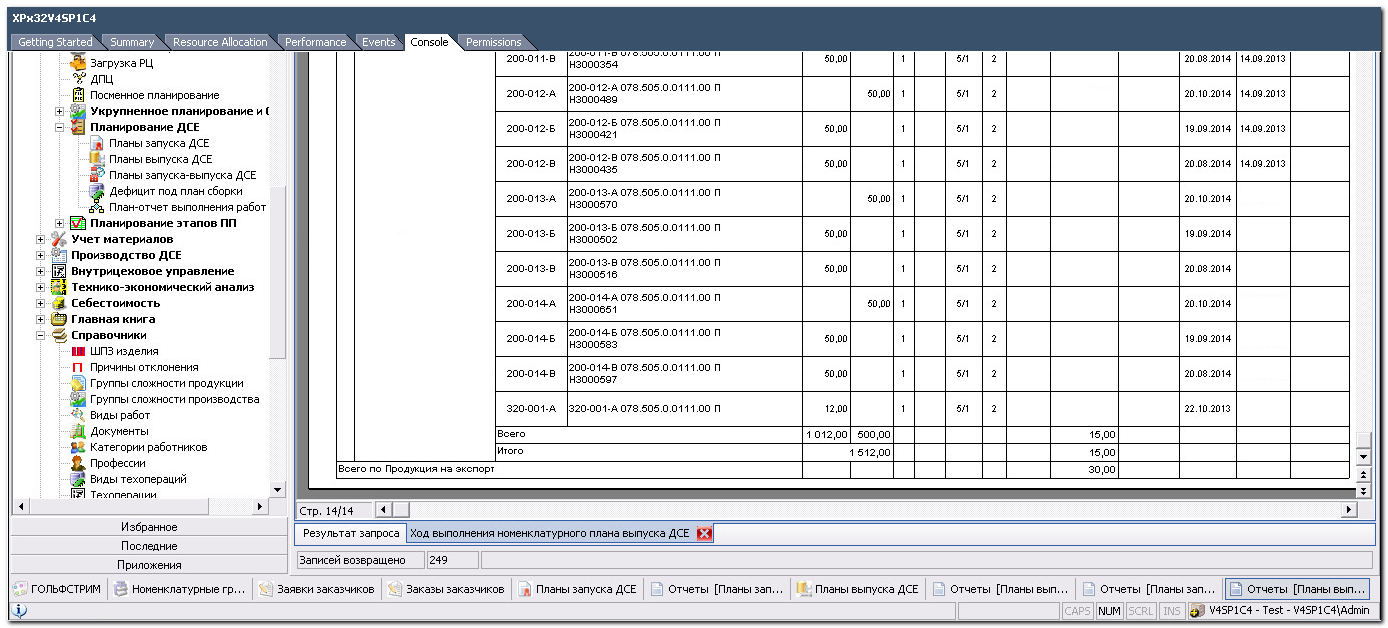 XPx32V4SP1C4
Getting Started Summary Resource Allocation Performance Events Console Permissions
Загрузка РЦ
ДПЦ
Посменное планирование
Укрупненное планирование и
Планирование ДСЕ
Планы запуска ДСЕ
Планы выпуска ДСЕ
Планы запуска-выпуска ДСЕ
Дефицит под план сборки
План-отчет выполнения работ
Планирование этапов ПП
Учет материалов
Производство ДСЕ
Внутрицеховое управление
Технико-экономический анализ
Себестоимость
Главная книга
Справочники
ШПЗ изделия
Причины отклонения
Группы сложности продукции
Группы сложности производства
Виды работ
Документы
Категории работников
Профессии
Виды техопераций
Техоперации
Избранное
Последние
Приложения
200-011-В 200-011-В 078.505.0.0111.00 П 50,00 1 5/1 2 20.08.2014 14.09.2013
Н3000354
200-012-А 200-012-А 078.505.0.0111.00 П 50,00 1 5/1 2 20.10.2014 14.09.2013
Н3000489
200-012-Б 200-012-Б 078.505.0.0111.00 П 50,00 1 5/1 2 19.09.2014 14.09.2013
Н3000421
200-012-В 200-012-В 078.505.0.0111.00 П 50,00 1 5/1 2 20.08.2014 14.09.2013
Н3000435
200-013-А 200-013-А 078.505.0.0111.00 П 50,00 1 5/1 2 20.10.2014
Н3000570
200-013-Б 200-013-Б 078.505.0.0111.00 П 50,00 1 5/1 2 19.09.2014
Н3000502
200-013-В 200-013-В 078.505.0.0111.00 П 50,00 1 5/1 2 20.08.2014
Н3000516
200-014-А 200-014-А 078.505.0.0111.00 П 50,00 1 5/1 2 20.10.2014
Н3000651
200-014-Б 200-014-Б 078.505.0.0111.00 П 50,00 1 5/1 2 19.09.2014
Н3000583
200-014-В 200-014-В 078.505.0.0111.00 П 50,00 1 5/1 2 20.08.2014
Н3000597
320-001-А 320-001-А 078.505.0.0111.00 П 12,00 1 5/1 2 22.10.2013
Всего 1 012,00 500,00 15,00
Итого 1 512,00 15,00
Всего по Продукция на экспорт 30,00
Стр. 14/14
Результат запроса Ход выполнения номенклатурного плана выпуска ДСЕ
Записей возвращено 249
ГОЛЬФСТРИМ Номенклатурные гр... Заявки заказчиков Заказы заказчиков Планы запуска ДСЕ Отчеты [Планы зап... Планы выпуска ДСЕ Отчеты [Планы вып... Отчеты [Планы зап... Отчеты [Планы вып...
CAPS NUM SCRL INS V4SP1C4 - Test - V4SP1C4\Admin